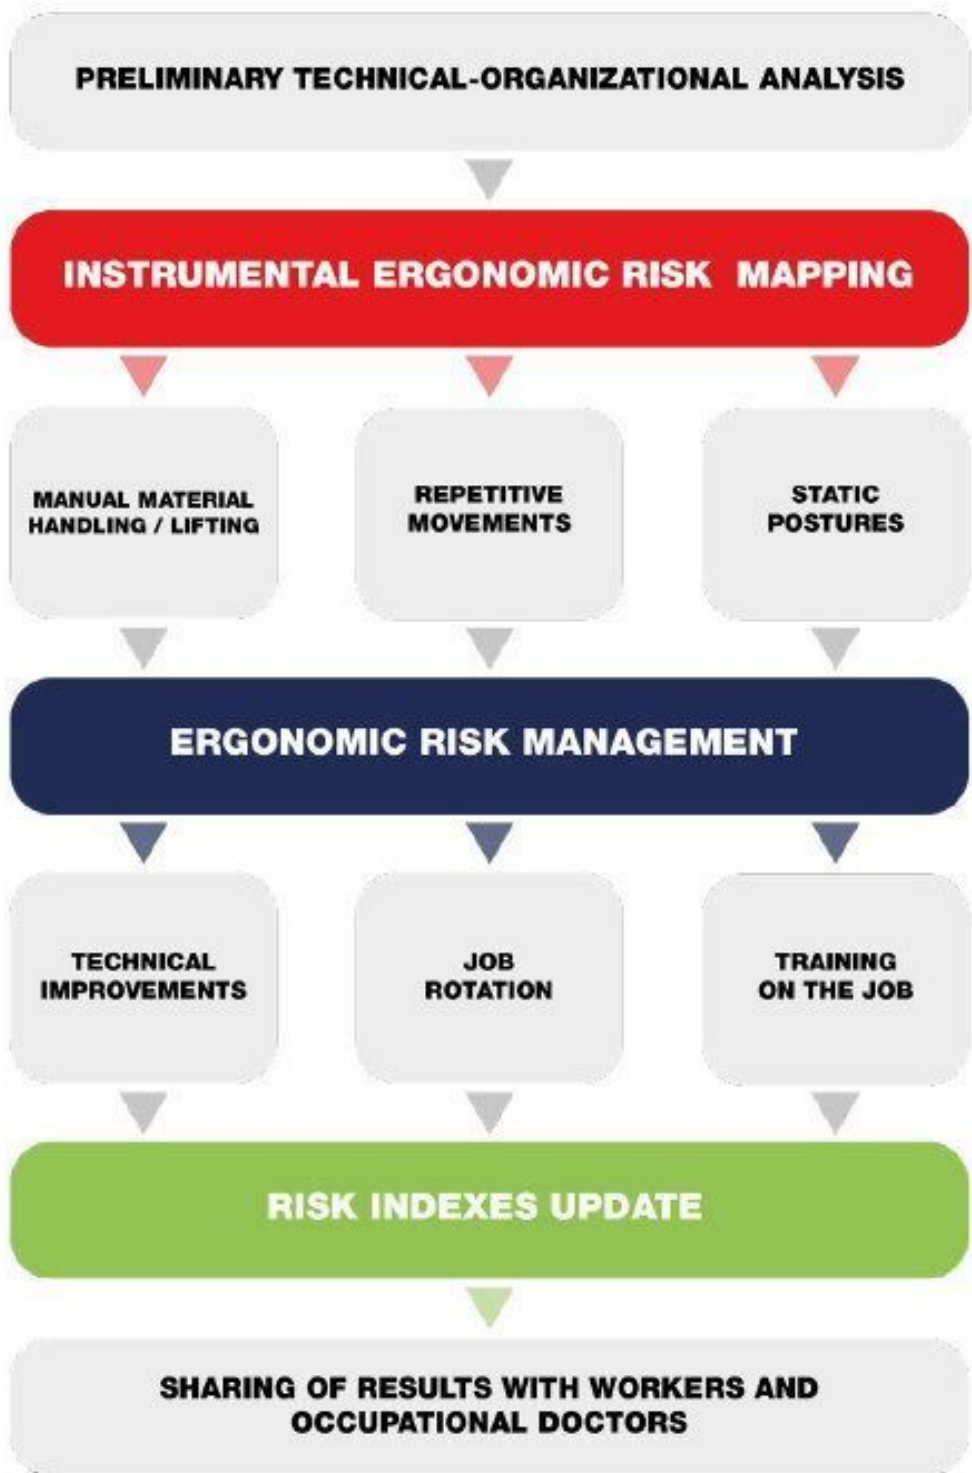 PRELIMINARY TECHNICAL-ORGANIZATIONAL ANALYSIS
INSTRUMENTAL ERGONOMIC RISK MAPPING
MANUAL MATERIAL
HANDLING / LIFTING
REPETITIVE
MOVEMENTS
STATIC
POSTURES
ERGONOMIC RISK MANAGEMENT
TECHNICAL
IMPROVEMENTS
JOB
ROTATION
TRAINING
ON THE JOB
RISK INDEXES UPDATE
SHARING OF RESULTS WITH WORKERS AND
OCCUPATIONAL DOCTORS